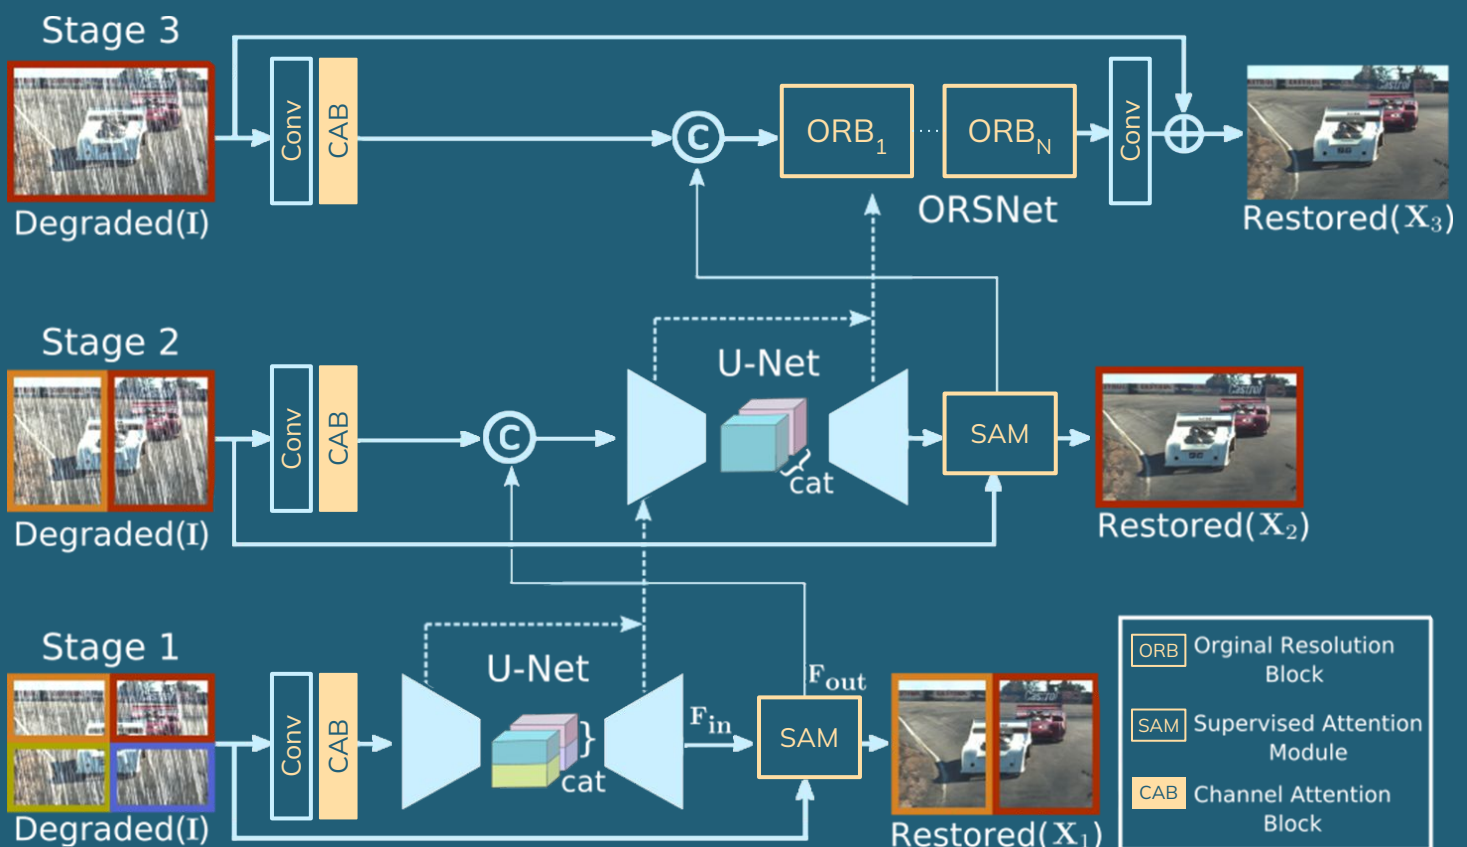 Stage 3
Conv
CAB
C
ORB1
...
ORBN
Conv
ORSNet
Degraded(I)
Restored(X3)
Stage 2
U-Net
Conv
CAB
C
SAM
cat
Degraded(I)
Restored(X2)
Stage 1
U-Net
Fout
Fin
Conv
CAB
SAM
cat
Degraded(I)
Restored(X1)
ORB
Orginal Resolution
Block
SAM
Supervised Attention
Module
CAB
Channel Attention
Block